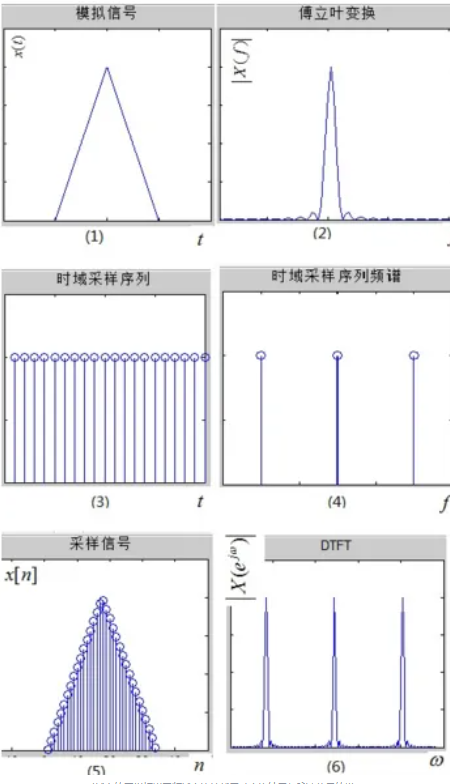 模拟信号
傅立叶变换
x(t)
|X(f)|
(1)
t
(2)
时域采样序列
时域采样序列频谱
(3)
t
(4)
f
采样信号
DTFT
x[n]
|X(e^{jω})|
(5)
n
(6)
ω